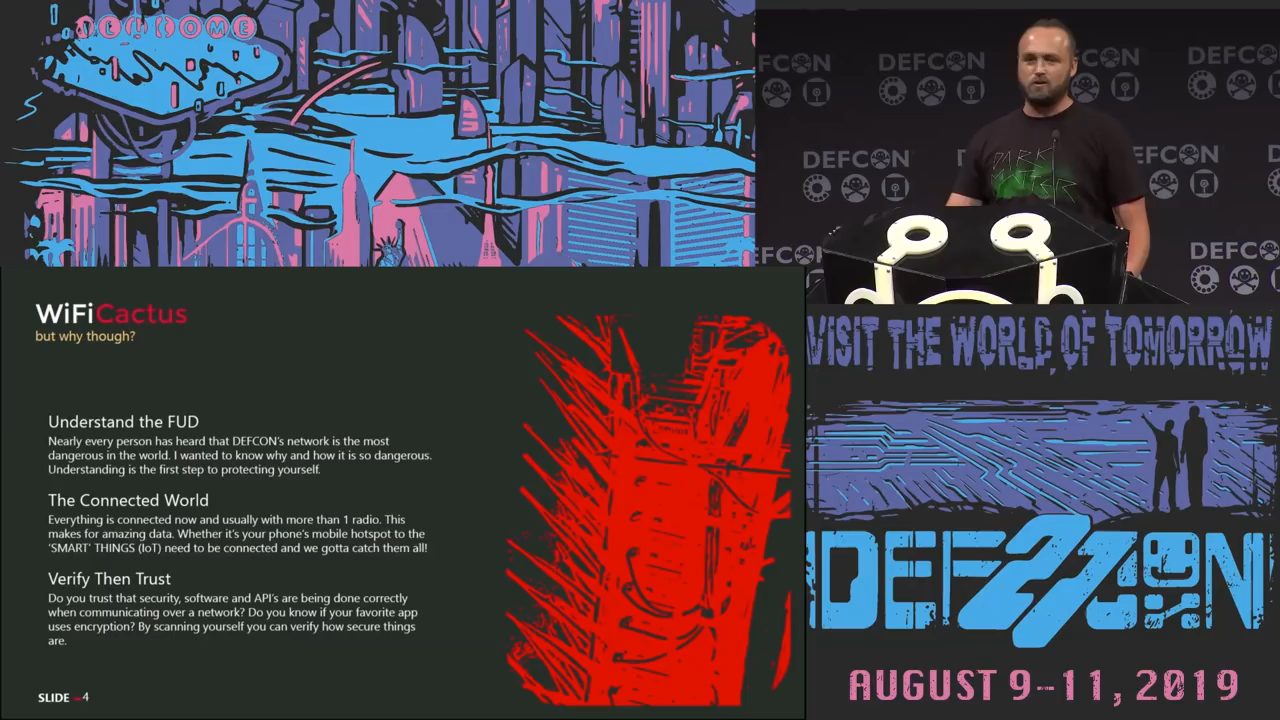 WELCOME
DEFCON
DEFCON
DEFCON
DEFCON
EFCON
DEFCON
DEFCON
DARK
MATTER
WiFiCactus
but why though?
Understand the FUD
Nearly every person has heard that DEFCON's network is the most
dangerous in the world. I wanted to know why and how it is so dangerous.
Understanding is the first step to protecting yourself.
The Connected World
Everything is connected now and usually with more than 1 radio. This
makes for amazing data. Whether it's your phone's mobile hotspot to the
'SMART' THINGS (IoT) need to be connected and we gotta catch them all!
Verify Then Trust
Do you trust that security, software and API's are being done correctly
when communicating over a network? Do you know if your favorite app
uses encryption? By scanning yourself you can verify how secure things
are.
SLIDE -4
VISIT THE WORLD OF TOMORROW
DEF27CON
AUGUST 9-11, 2019